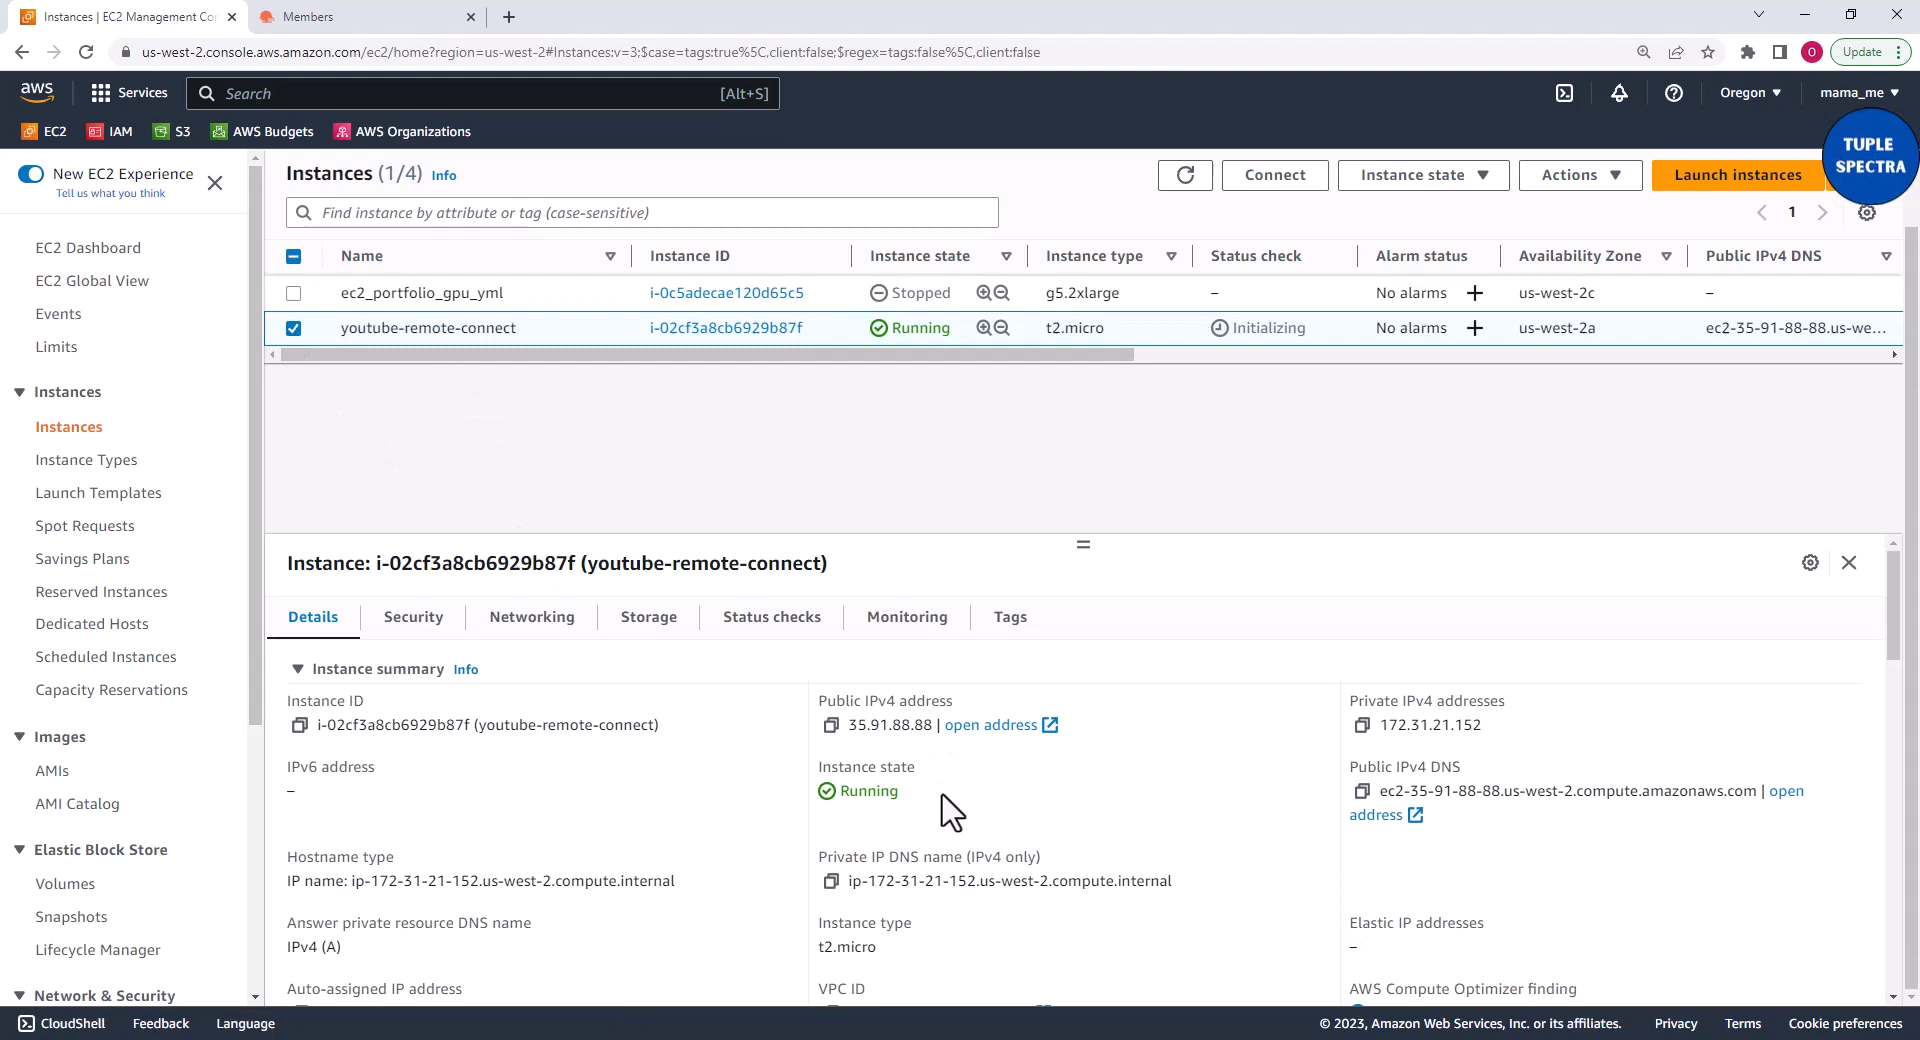 Instances | EC2 Management Cor
Members
us-west-2.console.aws.amazon.com/ec2/home?region=us-west-2#Instances:v=3;$case=tags:true%5C,client:false;$regex=tags:false%5C,client:false
O
Update
aws
Services
Search
[Alt+S]
Oregon
mama_me
EC2
IAM
S3
AWS Budgets
AWS Organizations
TUPLE
SPECTRA
New EC2 Experience
Tell us what you think
EC2 Dashboard
EC2 Global View
Events
Limits
Instances
Instances
Instance Types
Launch Templates
Spot Requests
Savings Plans
Reserved Instances
Dedicated Hosts
Scheduled Instances
Capacity Reservations
Images
AMIs
AMI Catalog
Elastic Block Store
Volumes
Snapshots
Lifecycle Manager
Network & Security
Instances (1/4) Info
Connect
Instance state
Actions
Launch instances
Find instance by attribute or tag (case-sensitive)
1
Name Instance ID Instance state Instance type Status check Alarm status Availability Zone Public IPv4 DNS
ec2_portfolio_gpu_yml i-0c5adecae120d65c5 Stopped g5.2xlarge – No alarms + us-west-2c –
youtube-remote-connect i-02cf3a8cb6929b87f Running t2.micro Initializing No alarms + us-west-2a ec2-35-91-88-88.us-we...
Instance: i-02cf3a8cb6929b87f (youtube-remote-connect)
Details Security Networking Storage Status checks Monitoring Tags
Instance summary Info
Instance ID
i-02cf3a8cb6929b87f (youtube-remote-connect)
Public IPv4 address
35.91.88.88 | open address
Private IPv4 addresses
172.31.21.152
IPv6 address
–
Instance state
Running
Public IPv4 DNS
ec2-35-91-88-88.us-west-2.compute.amazonaws.com | open
address
Hostname type
IP name: ip-172-31-21-152.us-west-2.compute.internal
Private IP DNS name (IPv4 only)
ip-172-31-21-152.us-west-2.compute.internal
Answer private resource DNS name
IPv4 (A)
Instance type
t2.micro
Elastic IP addresses
–
Auto-assigned IP address
VPC ID
AWS Compute Optimizer finding
CloudShell
Feedback
Language
© 2023, Amazon Web Services, Inc. or its affiliates.
Privacy
Terms
Cookie preferences